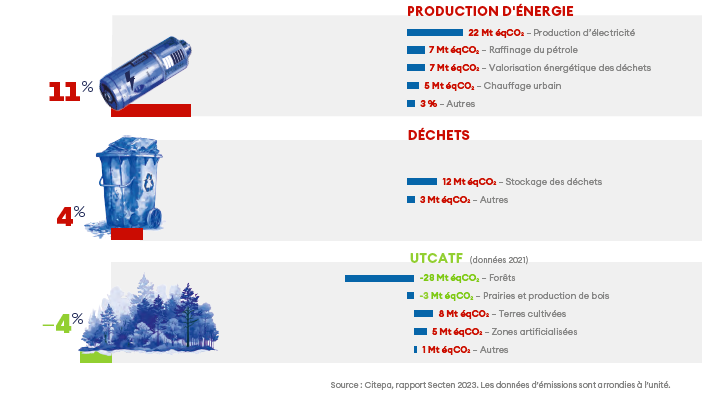 PRODUCTION D'ÉNERGIE
22 Mt éqCO₂ – Production d'électricité
7 Mt éqCO₂ – Raffinage du pétrole
7 Mt éqCO₂ – Valorisation énergétique des déchets
5 Mt éqCO₂ – Chauffage urbain
3 % – Autres
11%
DÉCHETS
12 Mt éqCO₂ – Stockage des déchets
3 Mt éqCO₂ – Autres
4%
UTCATF (données 2021)
-28 Mt éqCO₂ – Forêts
-3 Mt éqCO₂ – Prairies et production de bois
8 Mt éqCO₂ – Terres cultivées
5 Mt éqCO₂ – Zones artificialisées
1 Mt éqCO₂ – Autres
–4%
Source : Citepa, rapport Secten 2023. Les données d'émissions sont arrondies à l'unité.